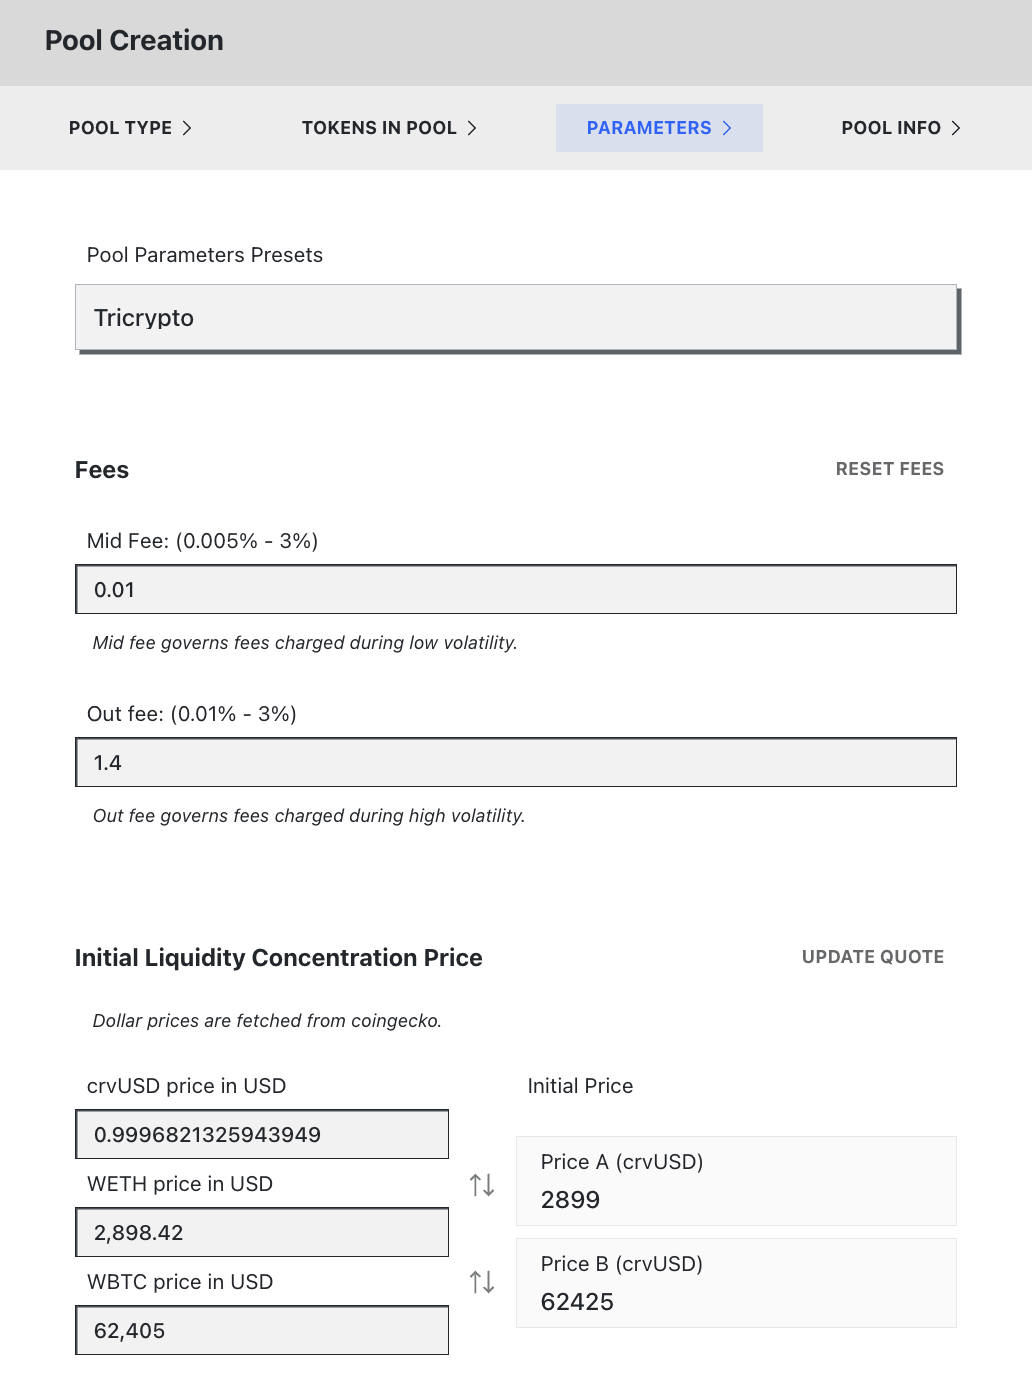 Pool Creation
POOL TYPE
TOKENS IN POOL
PARAMETERS
POOL INFO
Pool Parameters Presets
Tricrypto
Fees
RESET FEES
Mid Fee: (0.005% - 3%)
0.01
Mid fee governs fees charged during low volatility.
Out fee: (0.01% - 3%)
1.4
Out fee governs fees charged during high volatility.
Initial Liquidity Concentration Price
UPDATE QUOTE
Dollar prices are fetched from coingecko.
crvUSD price in USD
0.9996821325943949
WETH price in USD
2,898.42
WBTC price in USD
62,405
Initial Price
Price A (crvUSD)
2899
Price B (crvUSD)
62425